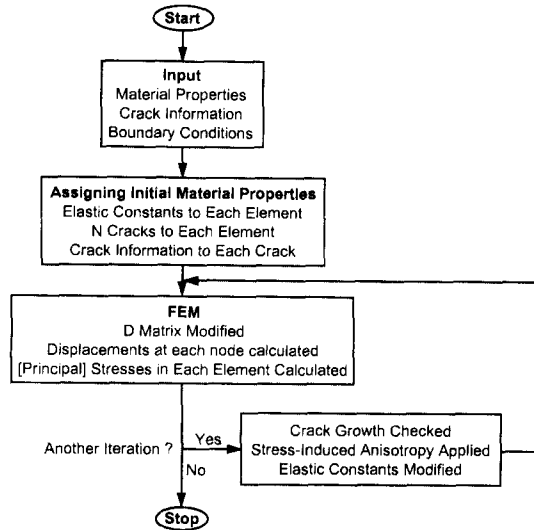 Start
Input
Material Properties
Crack Information
Boundary Conditions
Assigning Initial Material Properties
Elastic Constants to Each Element
N Cracks to Each Element
Crack Information to Each Crack
FEM
D Matrix Modified
Displacements at each node calculated
[Principal] Stresses in Each Element Calculated
Another Iteration ?
Yes
No
Crack Growth Checked
Stress-Induced Anisotropy Applied
Elastic Constants Modified
Stop